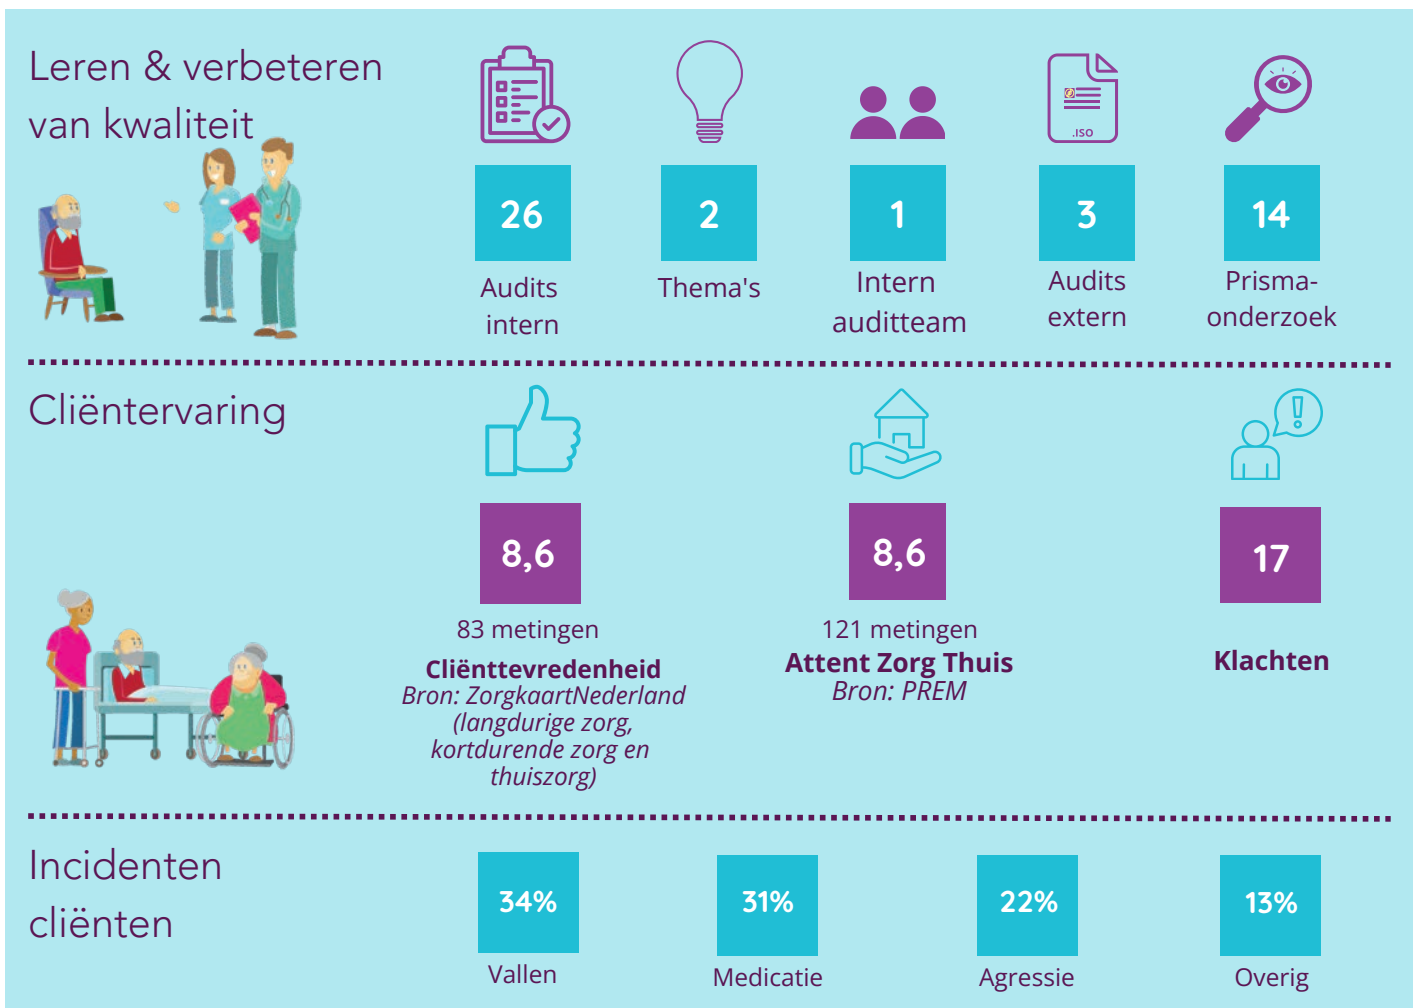 Leren & verbeteren
van kwaliteit
.ISO
26
2
1
3
14
Audits
intern
Thema's
Intern
auditteam
Audits
extern
Prisma-
onderzoek
Cliëntervaring
8,6
83 metingen
Cliënttevredenheid
Bron: ZorgkaartNederland
(langdurige zorg,
kortdurende zorg en
thuiszorg)
8,6
121 metingen
Attent Zorg Thuis
Bron: PREM
17
Klachten
Incidenten
cliënten
34%
Vallen
31%
Medicatie
22%
Agressie
13%
Overig